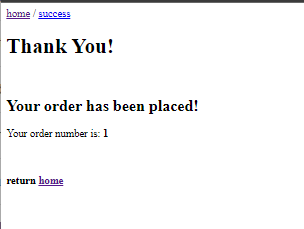 home / success
Thank You!
Your order has been placed!
Your order number is: 1
return home